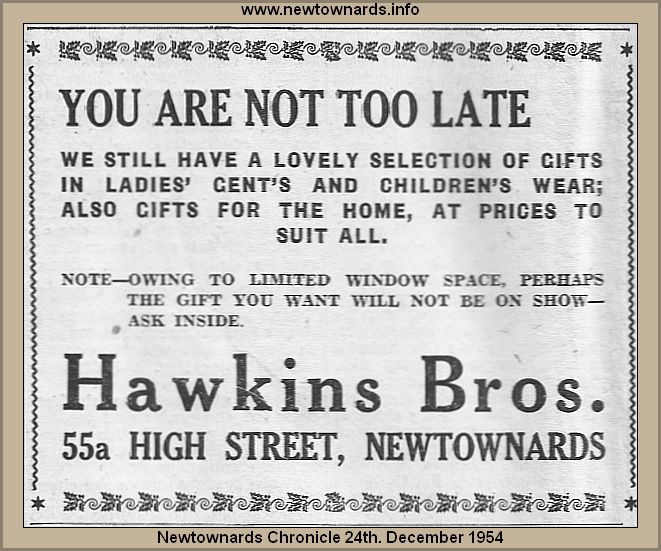 www.newtownards.info
YOU ARE NOT TOO LATE
WE STILL HAVE A LOVELY SELECTION OF GIFTS
IN LADIES' GENT'S AND CHILDREN'S WEAR;
ALSO GIFTS FOR THE HOME, AT PRICES TO
SUIT ALL.
NOTE—OWING TO LIMITED WINDOW SPACE, PERHAPS
THE GIFT YOU WANT WILL NOT BE ON SHOW—
ASK INSIDE.
Hawkins Bros.
55a HIGH STREET, NEWTOWNARDS
Newtownards Chronicle 24th. December 1954